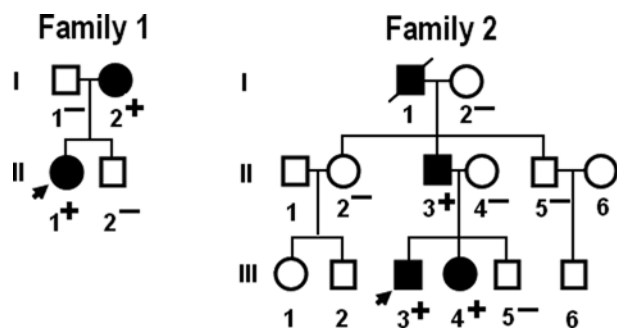 Family 1
I
1− 2+
II
1+ 2−
Family 2
I
1 2−
II
1 2− 3+ 4− 5− 6
III
1 2 3+ 4+ 5− 6